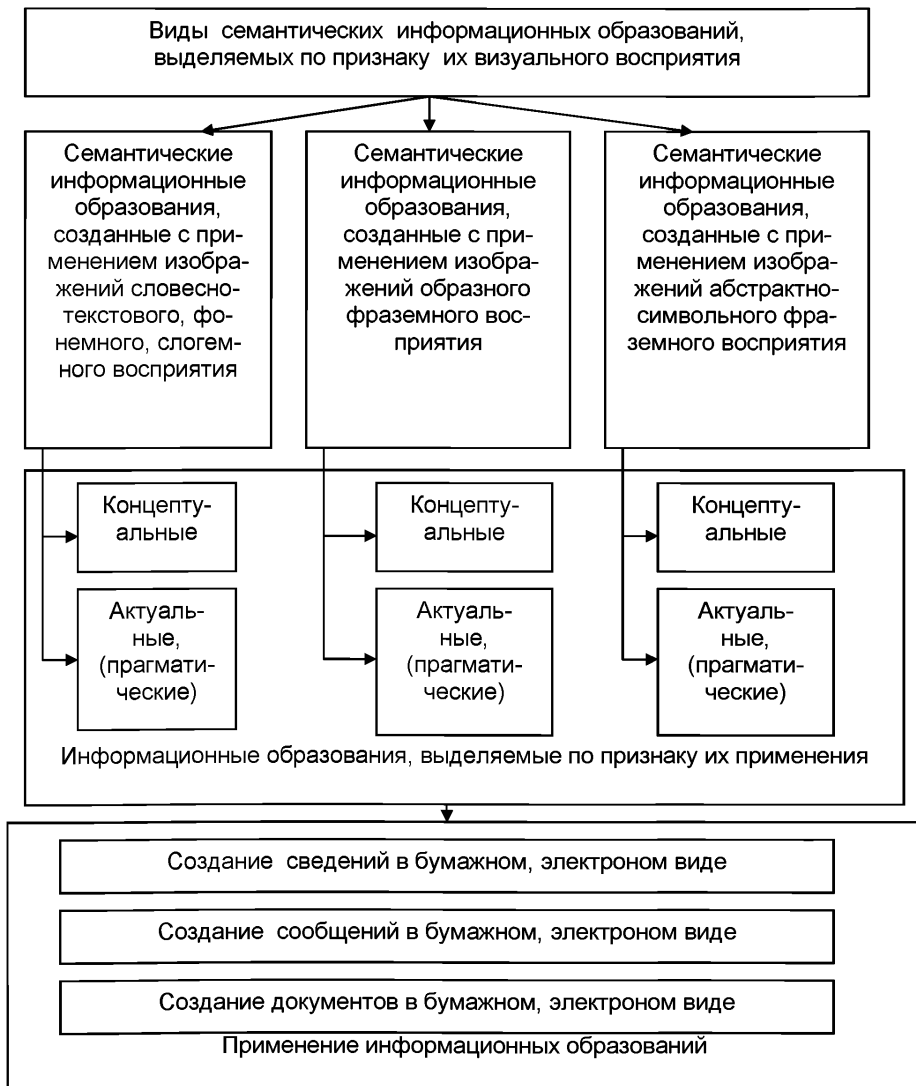 Виды семантических информационных образований,
выделяемых по признаку их визуального восприятия
Семантические
информационные
образования,
созданные с при-
менением изобра-
жений словесно-
текстового, фо-
немного, слогем-
ного восприятия
Семантические
информационные
образования,
созданные с при-
менением изобра-
жений образного
фраземного вос-
приятия
Семантические
информационные
образования,
созданные с при-
менением изобра-
жений абстрактно-
символьного фра-
земного восприятия
Концепту-
альные
Концепту-
альные
Концепту-
альные
Актуаль-
ные,
(прагмати-
ческие)
Актуаль-
ные,
(прагмати-
ческие)
Актуаль-
ные,
(прагмати-
ческие)
Информационные образования, выделяемые по признаку их применения
Создание сведений в бумажном, электроном виде
Создание сообщений в бумажном, электроном виде
Создание документов в бумажном, электроном виде
Применение информационных образований